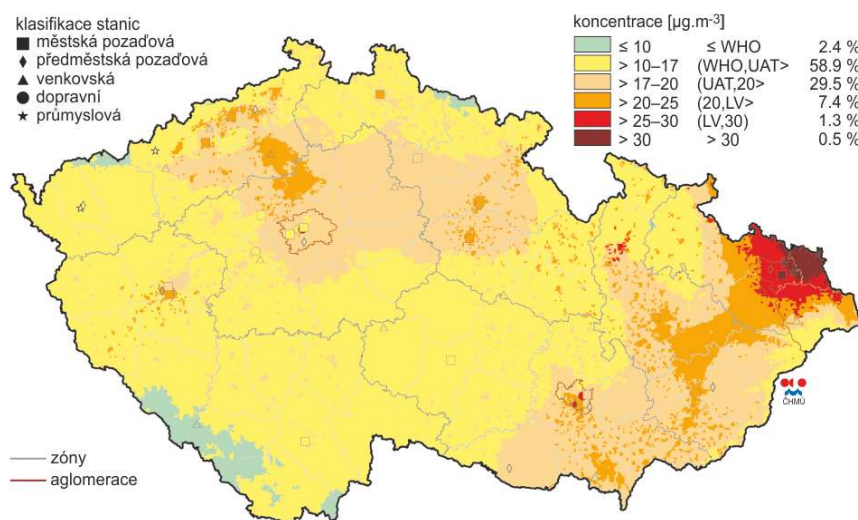 klasifikace stanic
městská pozaďová
předměstská pozaďová
venkovská
dopravní
průmyslová
koncentrace [µg.m⁻³]
≤ 10 ≤ WHO 2.4 %
> 10–17 (WHO,UAT> 58.9 %
> 17–20 (UAT,20> 29.5 %
> 20–25 (20,LV> 7.4 %
> 25–30 (LV,30) 1.3 %
> 30 > 30 0.5 %
ČHMÚ
zóny
aglomerace